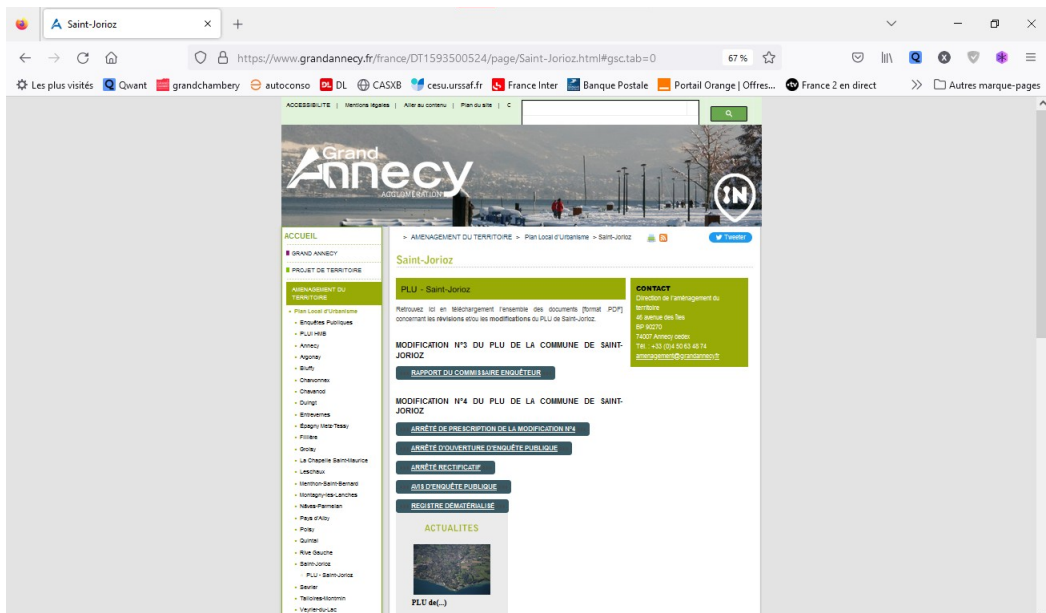 Saint-Jorioz
https://www.grandannecy.fr/france/DT1593500524/page/Saint-Jorioz.html#gsc.tab=0
67 %
Les plus visités
Qwant
grandchambery
autoconso
DL DL
CASXB
cesu.urssaf.fr
France Inter
Banque Postale
Portail Orange | Offres...
France 2 en direct
Autres marque-pages
ACCESSIBILITE | Mentions légales | Aller au contenu | Plan du site | C
Grand
Annecy
AGGLOMÉRATION
IN
ACCUEIL
GRAND ANNECY
PROJET DE TERRITOIRE
AMENAGEMENT DU
TERRITOIRE
Plan Local d'Urbanisme
Enquêtes Publiques
PLUI HMB
Annecy
Argonay
Bluffy
Charvonnex
Chavanod
Duingt
Entrevernes
Épagny Metz-Tessy
Fillière
Groisy
La Chapelle Saint-Maurice
Leschaux
Menthon-Saint-Bernard
Montagny-les-Lanches
Nâves-Parmelan
Pays d'Alby
Poisy
Quintal
Rive Gauche
Saint-Jorioz
PLU - Saint-Jorioz
Sevrier
Talloires-Montmin
Veyrier-du-Lac
> AMENAGEMENT DU TERRITOIRE > Plan Local d'Urbanisme > Saint-Jorioz
Tweeter
Saint-Jorioz
PLU - Saint-Jorioz
Retrouvez ici en téléchargement l'ensemble des documents [format .PDF]
concernant les révisions et/ou les modifications du PLU de Saint-Jorioz.
MODIFICATION N°3 DU PLU DE LA COMMUNE DE SAINT-
JORIOZ
RAPPORT DU COMMISSAIRE ENQUÊTEUR
MODIFICATION N°4 DU PLU DE LA COMMUNE DE SAINT-
JORIOZ
ARRÊTÉ DE PRESCRIPTION DE LA MODIFICATION N°4
ARRÊTÉ D'OUVERTURE D'ENQUÊTE PUBLIQUE
ARRÊTÉ RECTIFICATIF
AVIS D'ENQUÊTE PUBLIQUE
REGISTRE DÉMATÉRIALISÉ
ACTUALITES
PLU de(...)
CONTACT
Direction de l'aménagement du
territoire
46 avenue des Îles
BP 90270
74007 Annecy cedex
Tél. : +33 (0)4 50 63 48 74
amenagement@grandannecy.fr